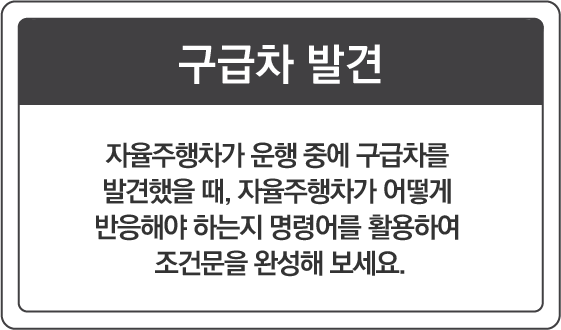 구급차 발견
자율주행차가 운행 중에 구급차를
발견했을 때, 자율주행차가 어떻게
반응해야 하는지 명령어를 활용하여
조건문을 완성해 보세요.